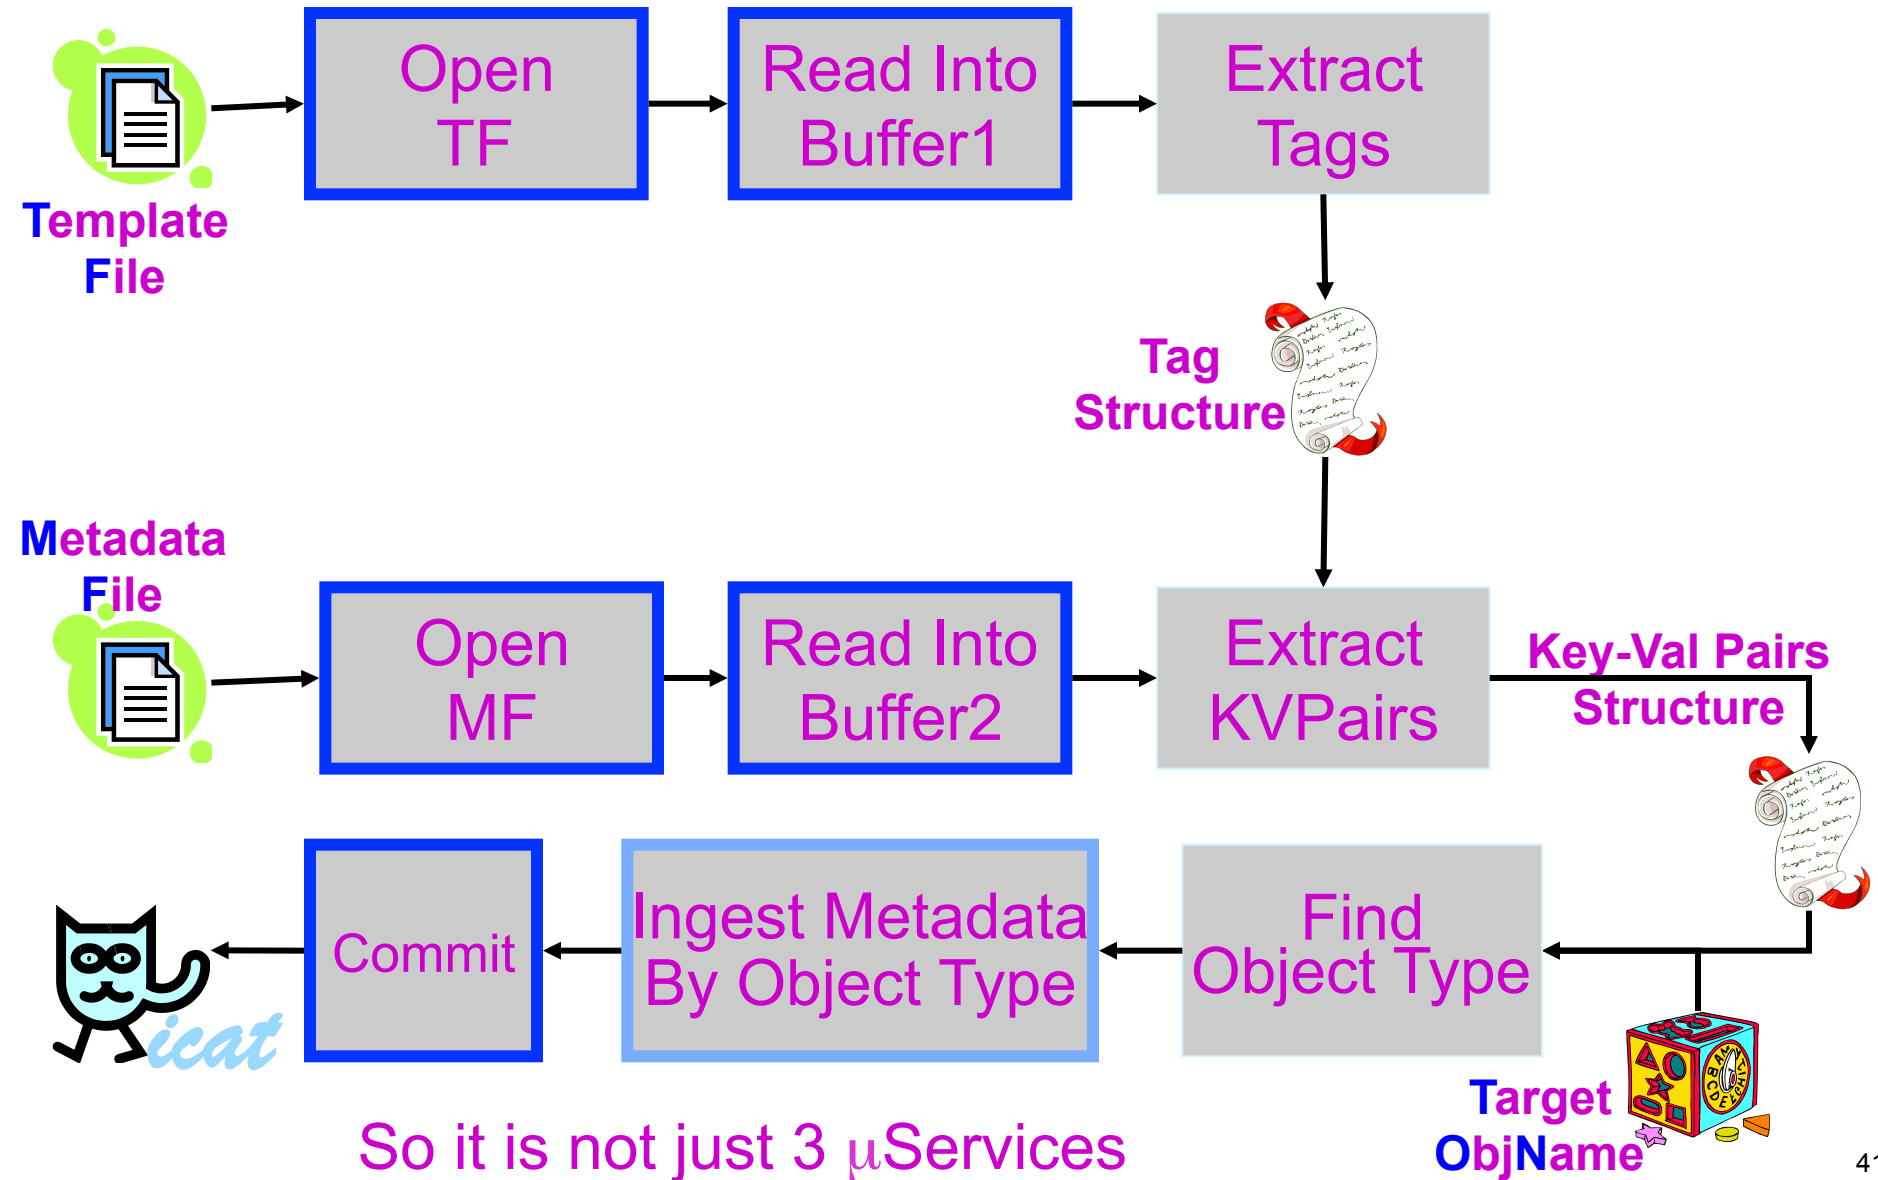 Open
TF
Read Into
Buffer1
Extract
Tags
Template
File
Tag
Structure
Metadata
File
Open
MF
Read Into
Buffer2
Extract
KVPairs
Key-Val Pairs
Structure
Commit
Ingest Metadata
By Object Type
Find
Object Type
icat
Target
ObjName
So it is not just 3 μServices
41